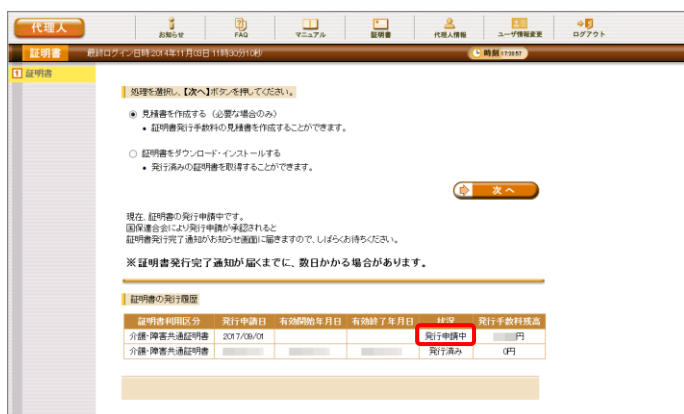 代理人
お知らせ
FAQ
マニュアル
証明書
代理人情報
ユーザ情報変更
ログアウト
証明書 最終ログイン日時:2014年11月03日 11時30分10秒 時刻 17:38:57
1 証明書
処理を選択し、【次へ】ボタンを押してください。
見積書を作成する (必要な場合のみ)
• 証明書発行手数料の見積書を作成することができます。
証明書をダウンロード・インストールする
• 発行済みの証明書を取得することができます。
次へ
現在、証明書の発行申請中です。
国保連合会により発行申請が承認されると
証明書発行完了通知がお知らせ画面に届きますので、しばらくお待ちください。
※証明書発行完了通知が届くまでに、数日かかる場合があります。
証明書の発行履歴
証明書利用区分 発行申請日 有効開始年月日 有効終了年月日 状況 発行手数料残高
介護・障害共通証明書 2017/09/01 発行申請中 円
介護・障害共通証明書 発行済み 0円